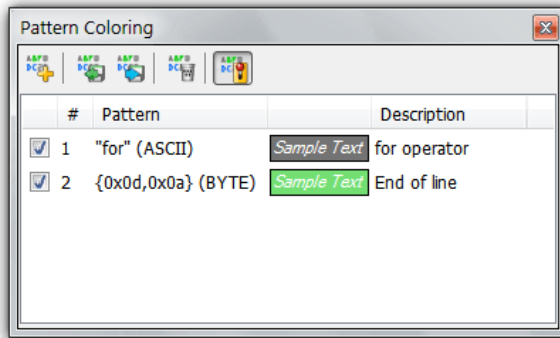 Pattern Coloring
# Pattern Description
1 "for" (ASCII) Sample Text for operator
2 {0x0d,0x0a} (BYTE) Sample Text End of line